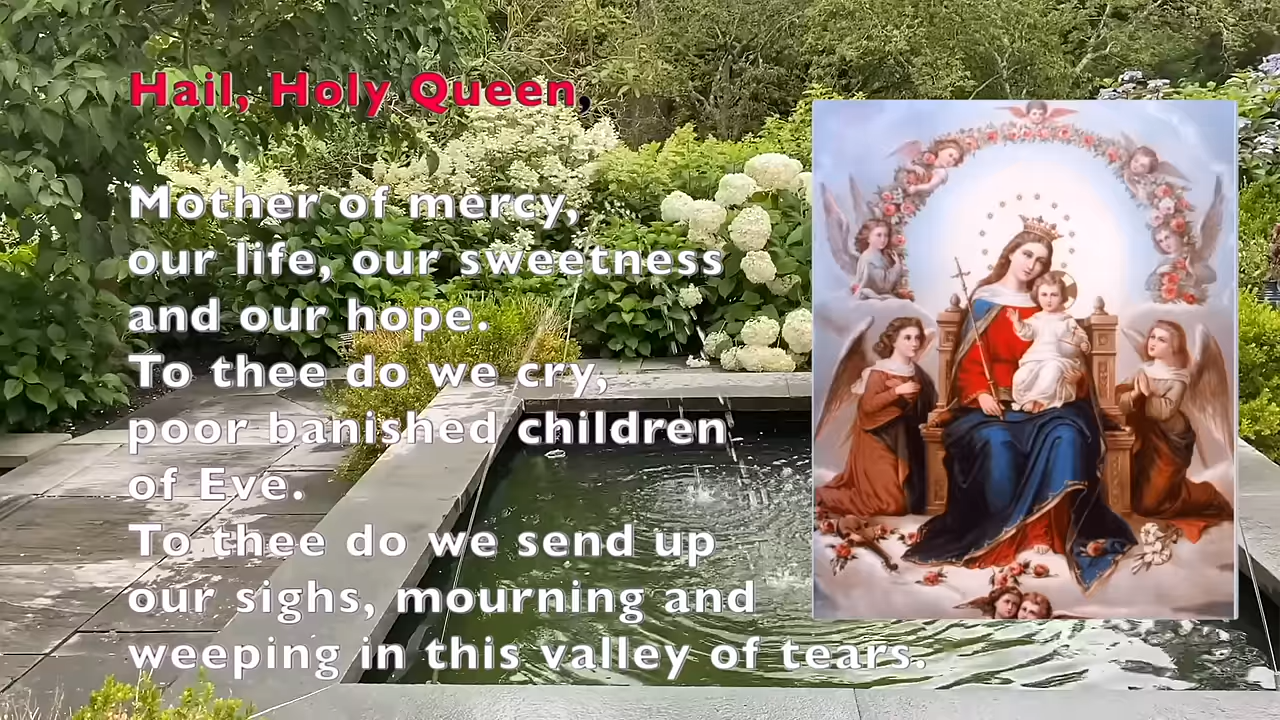 Hail, Holy Queen,
Mother of mercy,
our life, our sweetness
and our hope.
To thee do we cry,
poor banished children
of Eve.
To thee do we send up
our sighs, mourning and
weeping in this valley of tears.